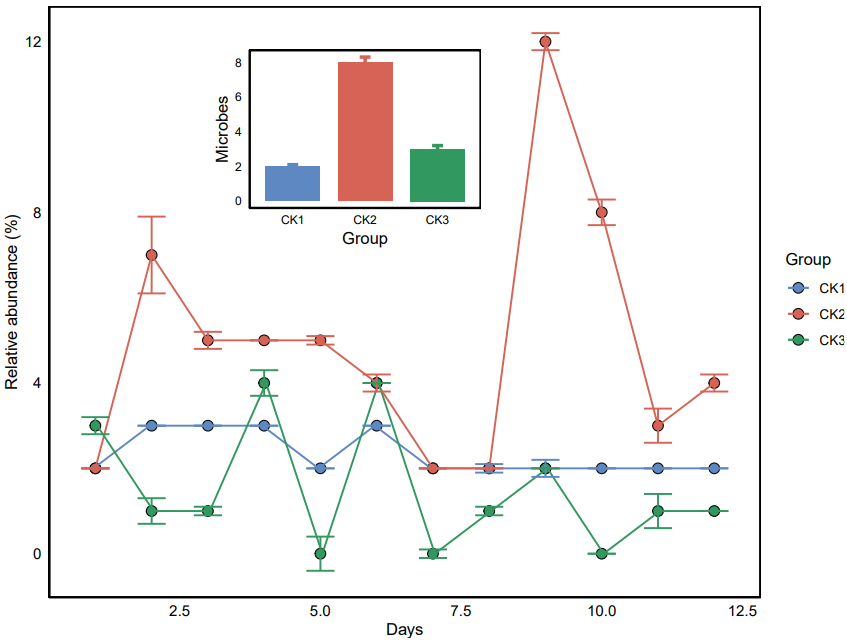 12
8
4
0
Relative abundance (%)
2.5 5.0 7.5 10.0 12.5
Days
8
6
4
2
0
Microbes
CK1 CK2 CK3
Group
Group
CK1
CK2
CK3